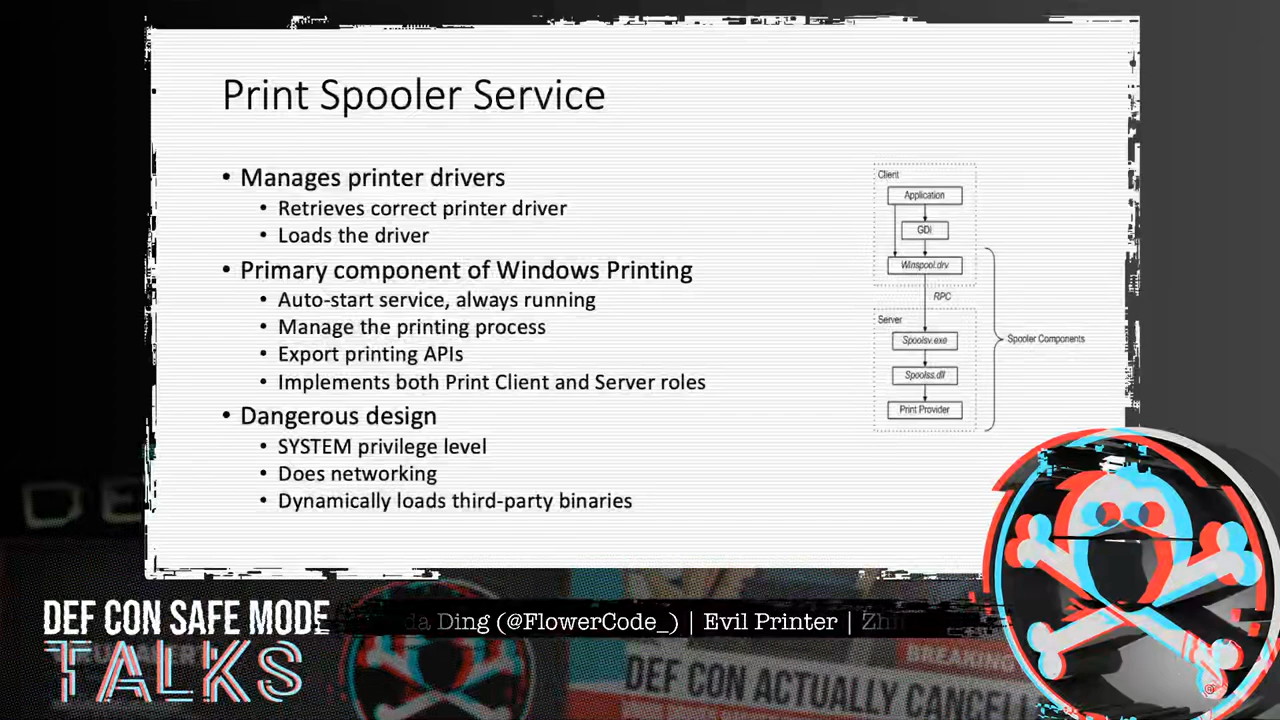 Print Spooler Service
• Manages printer drivers
• Retrieves correct printer driver
• Loads the driver
• Primary component of Windows Printing
• Auto-start service, always running
• Manage the printing process
• Export printing APIs
• Implements both Print Client and Server roles
• Dangerous design
• SYSTEM privilege level
• Does networking
• Dynamically loads third-party binaries
Client
Application
GDI
Winspool.drv
RPC
Server
Spoolsv.exe
Spoolss.dll
Print Provider
Spooler Components
DEF CON SAFE MODE
TALKS
da Ding (@FlowerCode_) | Evil Printer |
BREAKING
DEF CON ACTUALLY CANCELL